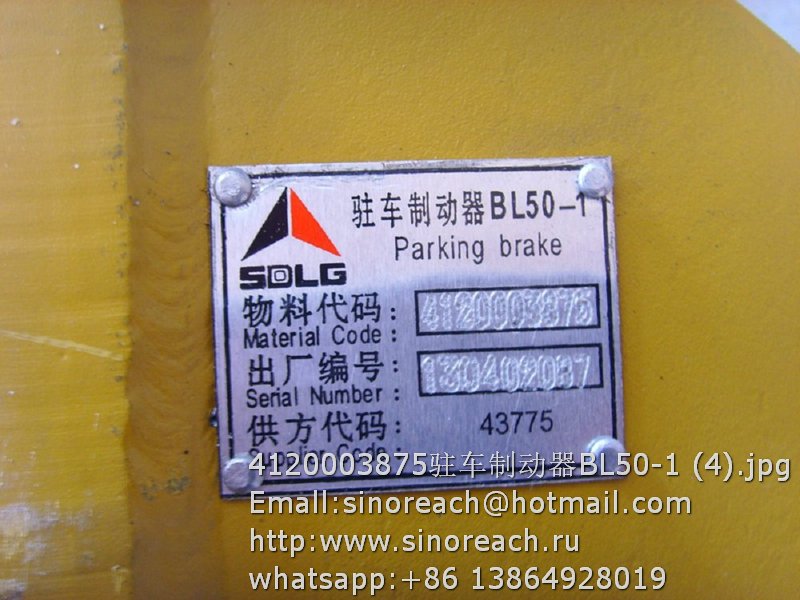 驻车制动器BL50-1
Parking brake
SDLG
物料代码: 4120003875
Material Code:
出厂编号: 130402087
Serial Number:
供方代码: 43775
Supplier Code:
4120003875驻车制动器BL50-1 (4).jpg
Email:sinoreach@hotmail.com
http:www.sinoreach.ru
whatsapp:+86 13864928019